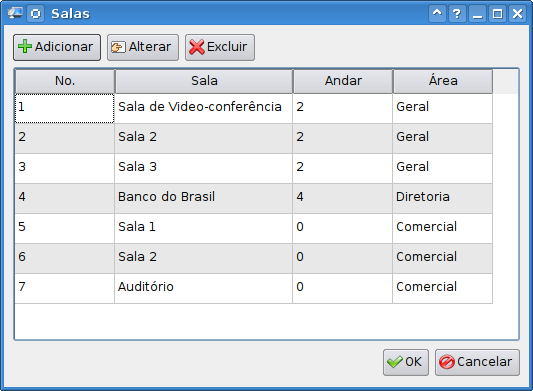 Salas
Adicionar Alterar Excluir
No. Sala Andar Área
1 Sala de Video-conferência 2 Geral
2 Sala 2 2 Geral
3 Sala 3 2 Geral
4 Banco do Brasil 4 Diretoria
5 Sala 1 0 Comercial
6 Sala 2 0 Comercial
7 Auditório 0 Comercial
OK Cancelar